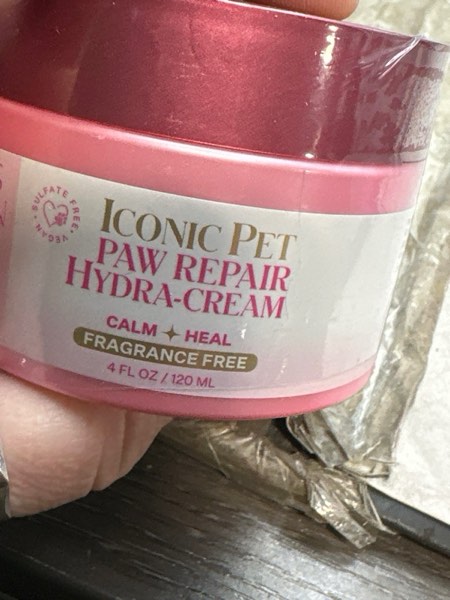 SULFATE FREE • VEGAN •
ICONIC PET
PAW REPAIR
HYDRA-CREAM
CALM HEAL
FRAGRANCE FREE
4 FL OZ / 120 ML